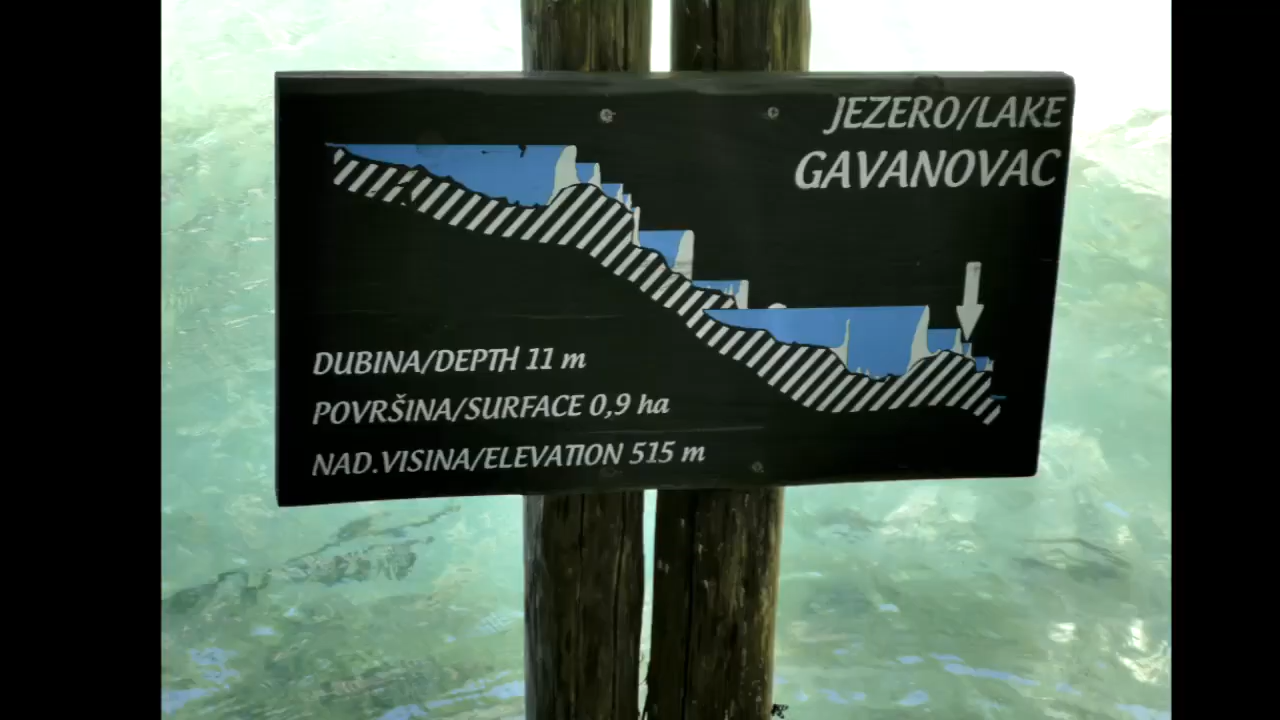 JEZERO/LAKE
GAVANOVAC
DUBINA/DEPTH 11 m
POVRŠINA/SURFACE 0,9 ha
NAD.VISINA/ELEVATION 515 m